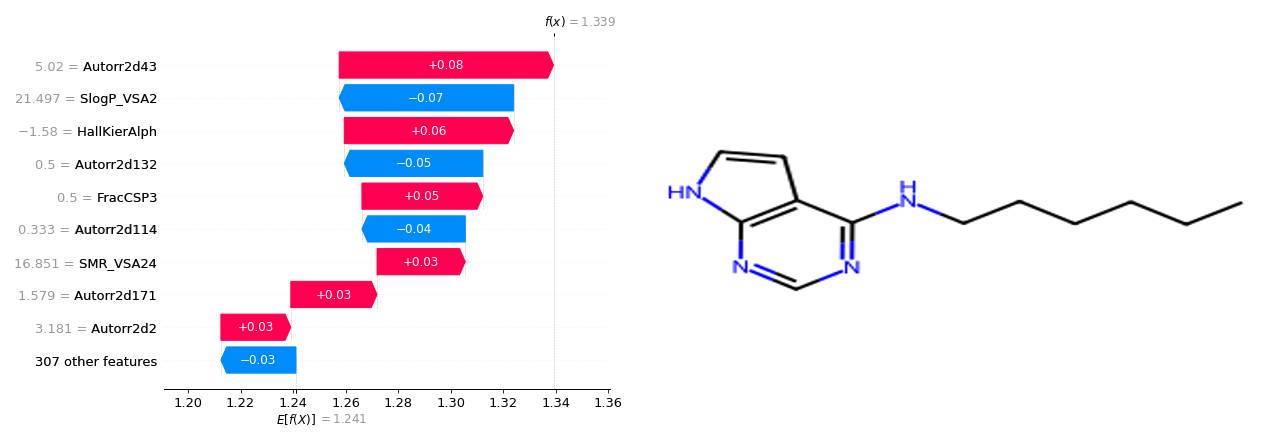 f(x) = 1.339
5.02 = Autorr2d43
+0.08
21.497 = SlogP_VSA2
−0.07
−1.58 = HallKierAlph
+0.06
0.5 = Autorr2d132
−0.05
0.5 = FracCSP3
+0.05
0.333 = Autorr2d114
−0.04
16.851 = SMR_VSA24
+0.03
1.579 = Autorr2d171
+0.03
3.181 = Autorr2d2
+0.03
307 other features
−0.03
1.20 1.22 1.24 1.26 1.28 1.30 1.32 1.34 1.36
E[f(X)] = 1.241
HN
H
N
N
N